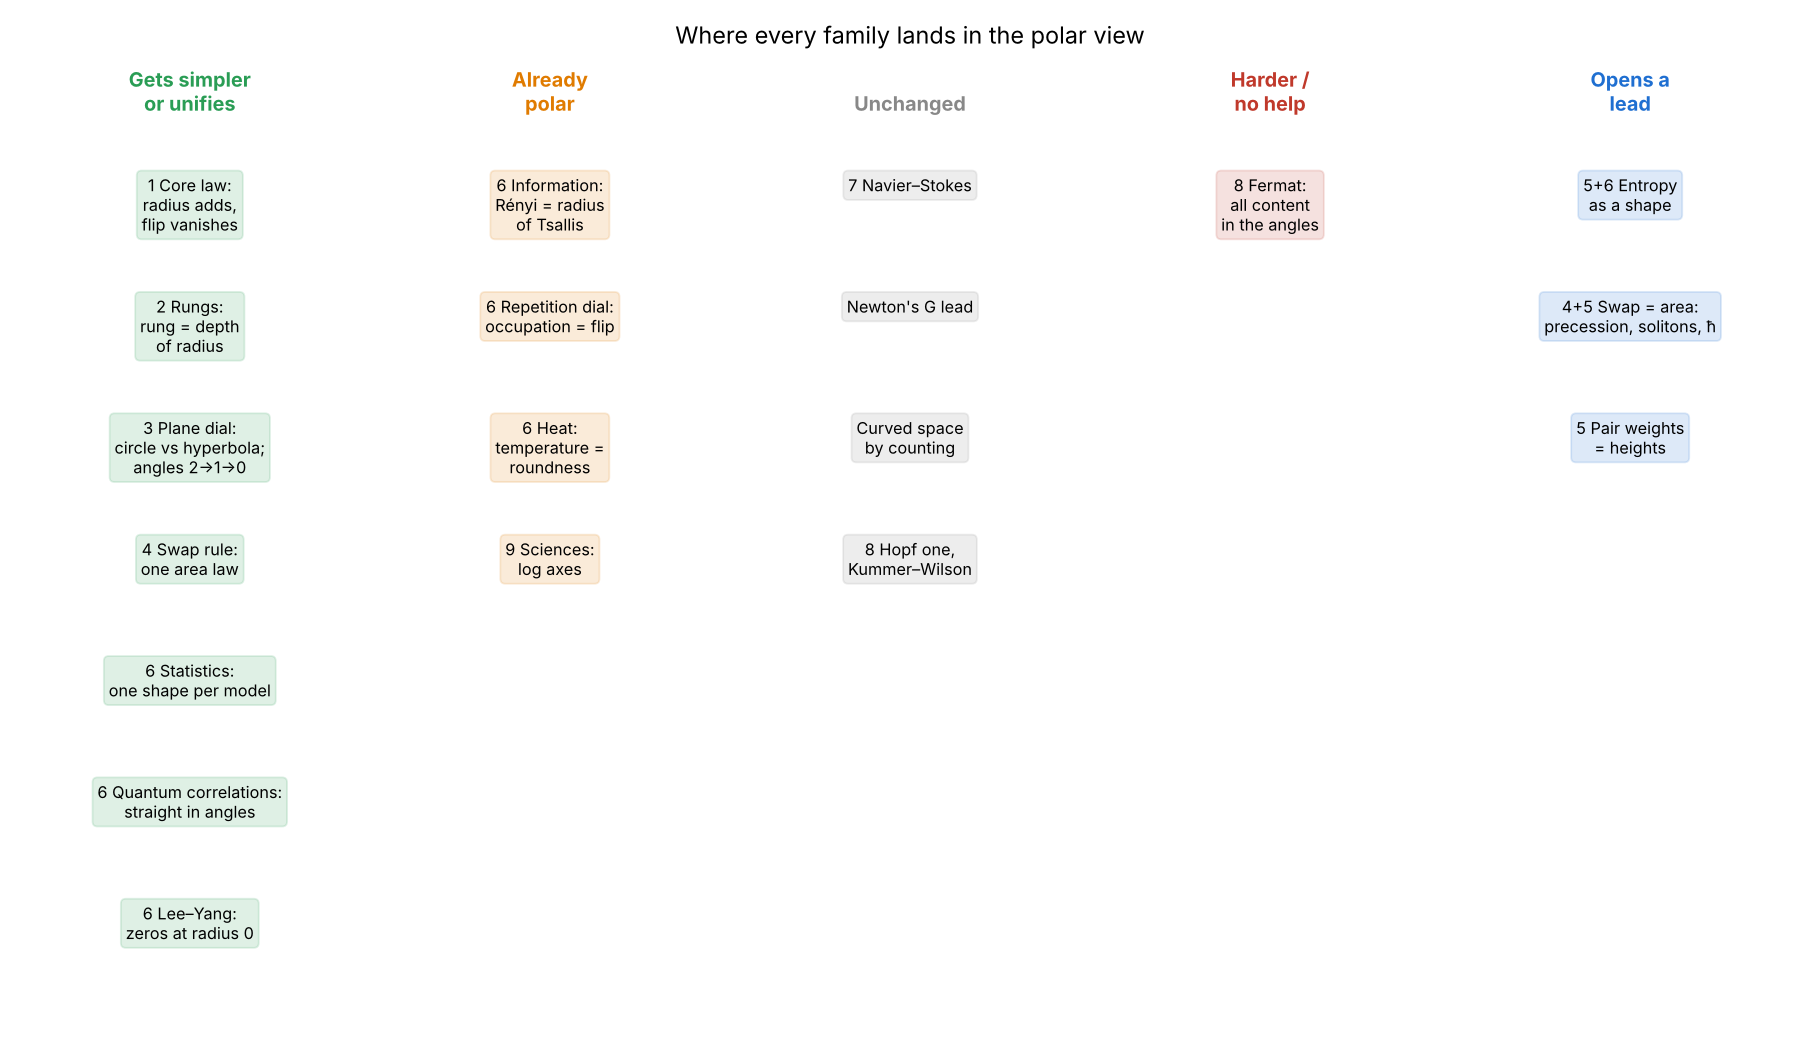 Where every family lands in the polar view
Gets simpler
or unifies
Already
polar
Unchanged
Harder /
no help
Opens a
lead
1 Core law:
radius adds,
flip vanishes
6 Information:
Rényi = radius
of Tsallis
7 Navier–Stokes
8 Fermat:
all content
in the angles
5+6 Entropy
as a shape
2 Rungs:
rung = depth
of radius
6 Repetition dial:
occupation = flip
Newton's G lead
4+5 Swap = area:
precession, solitons, ħ
3 Plane dial:
circle vs hyperbola;
angles 2→1→0
6 Heat:
temperature =
roundness
Curved space
by counting
5 Pair weights
= heights
4 Swap rule:
one area law
9 Sciences:
log axes
8 Hopf one,
Kummer–Wilson
6 Statistics:
one shape per model
6 Quantum correlations:
straight in angles
6 Lee–Yang:
zeros at radius 0